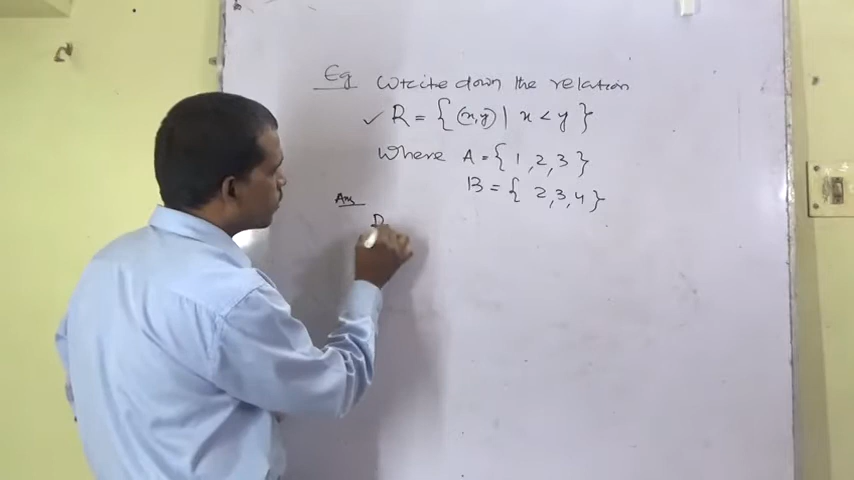 Eg Write down the relation
✓ R = { (x,y) | x < y }
Where A = { 1, 2, 3 }
B = { 2, 3, 4 }
Ans
R